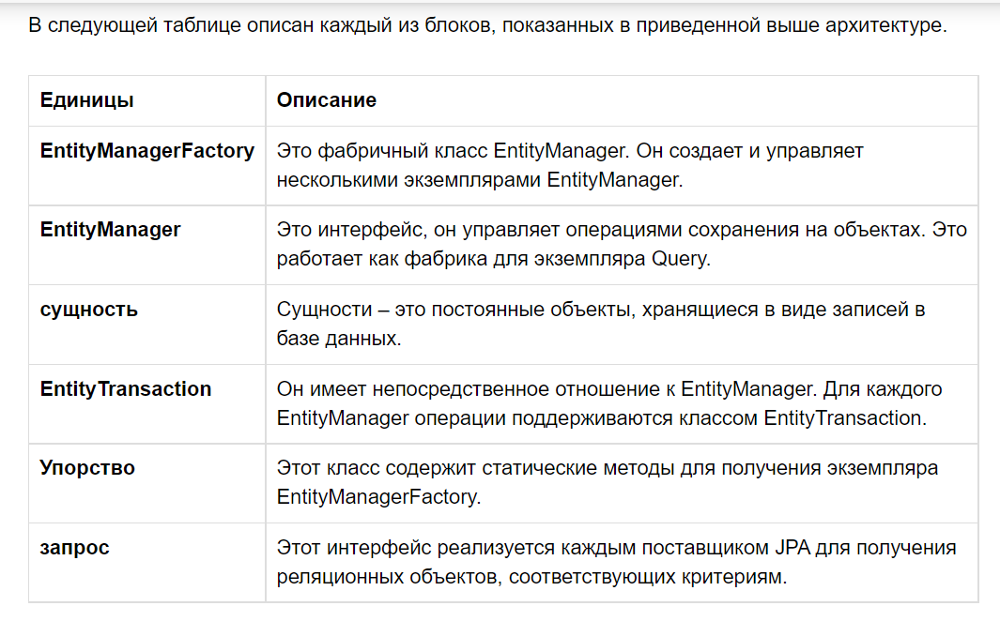 В следующей таблице описан каждый из блоков, показанных в приведенной выше архитектуре.
Единицы Описание
EntityManagerFactory Это фабричный класс EntityManager. Он создает и управляет
несколькими экземплярами EntityManager.
EntityManager Это интерфейс, он управляет операциями сохранения на объектах. Это
работает как фабрика для экземпляра Query.
сущность Сущности – это постоянные объекты, хранящиеся в виде записей в
базе данных.
EntityTransaction Он имеет непосредственное отношение к EntityManager. Для каждого
EntityManager операции поддерживаются классом EntityTransaction.
Упорство Этот класс содержит статические методы для получения экземпляра
EntityManagerFactory.
запрос Этот интерфейс реализуется каждым поставщиком JPA для получения
реляционных объектов, соответствующих критериям.